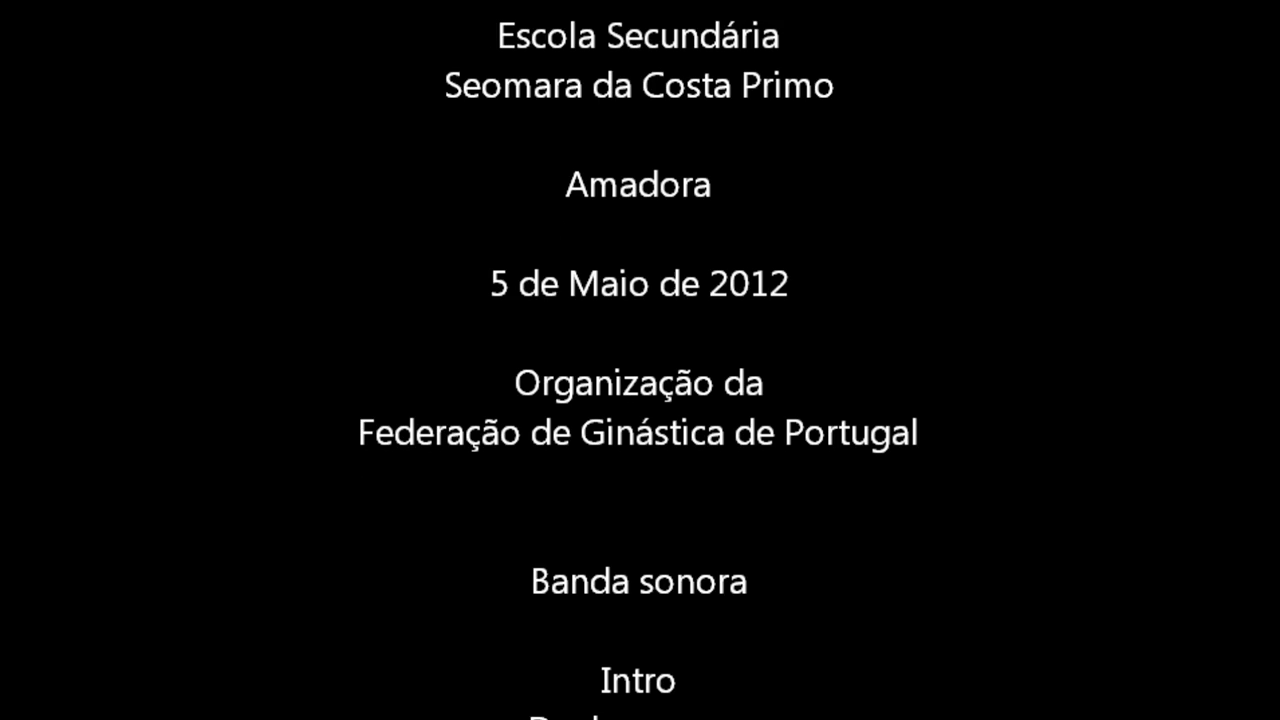 Escola Secundária
Seomara da Costa Primo
Amadora
5 de Maio de 2012
Organização da
Federação de Ginástica de Portugal
Banda sonora
Intro